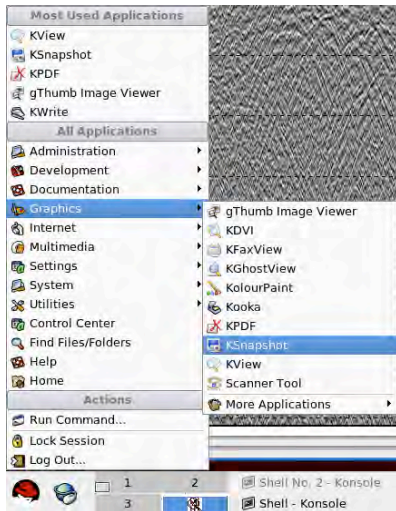 Most Used Applications
KView
KSnapshot
KPDF
gThumb Image Viewer
KWrite
All Applications
Administration
Development
Documentation
Graphics
Internet
Multimedia
Settings
System
Utilities
Control Center
Find Files/Folders
Help
Home
Actions
Run Command...
Lock Session
Log Out...
gThumb Image Viewer
KDVI
KFaxView
KGhostView
KolourPaint
Kooka
KPDF
KSnapshot
KView
Scanner Tool
More Applications
1 2 Shell No. 2 - Konsole
3 Shell - Konsole